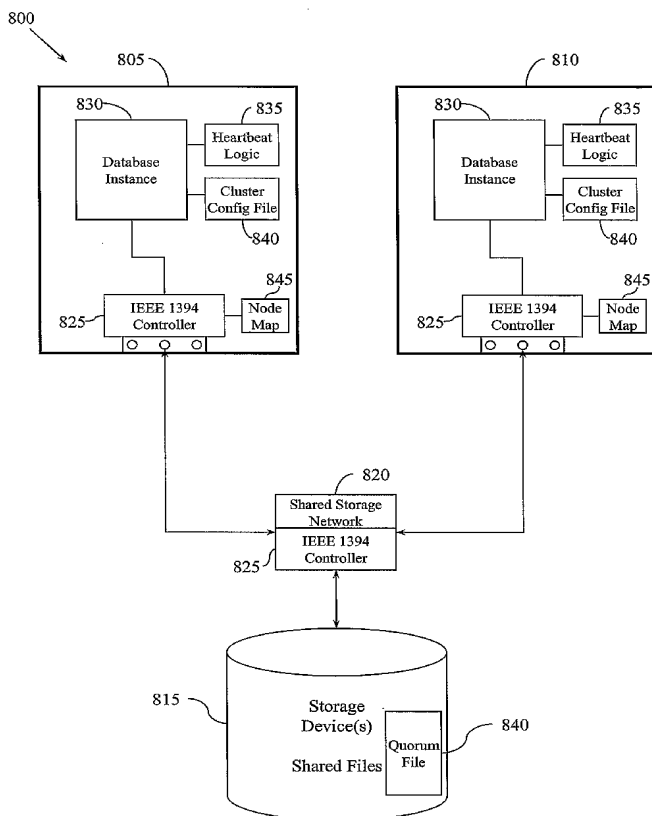 800
805
830
835
Database
Instance
Heartbeat
Logic
Cluster
Config File
840
845
825
IEEE 1394
Controller
Node
Map
810
830
835
Database
Instance
Heartbeat
Logic
Cluster
Config File
840
845
825
IEEE 1394
Controller
Node
Map
820
Shared Storage
Network
825
IEEE 1394
Controller
815
Storage
Device(s)
Shared Files
Quorum
File
840